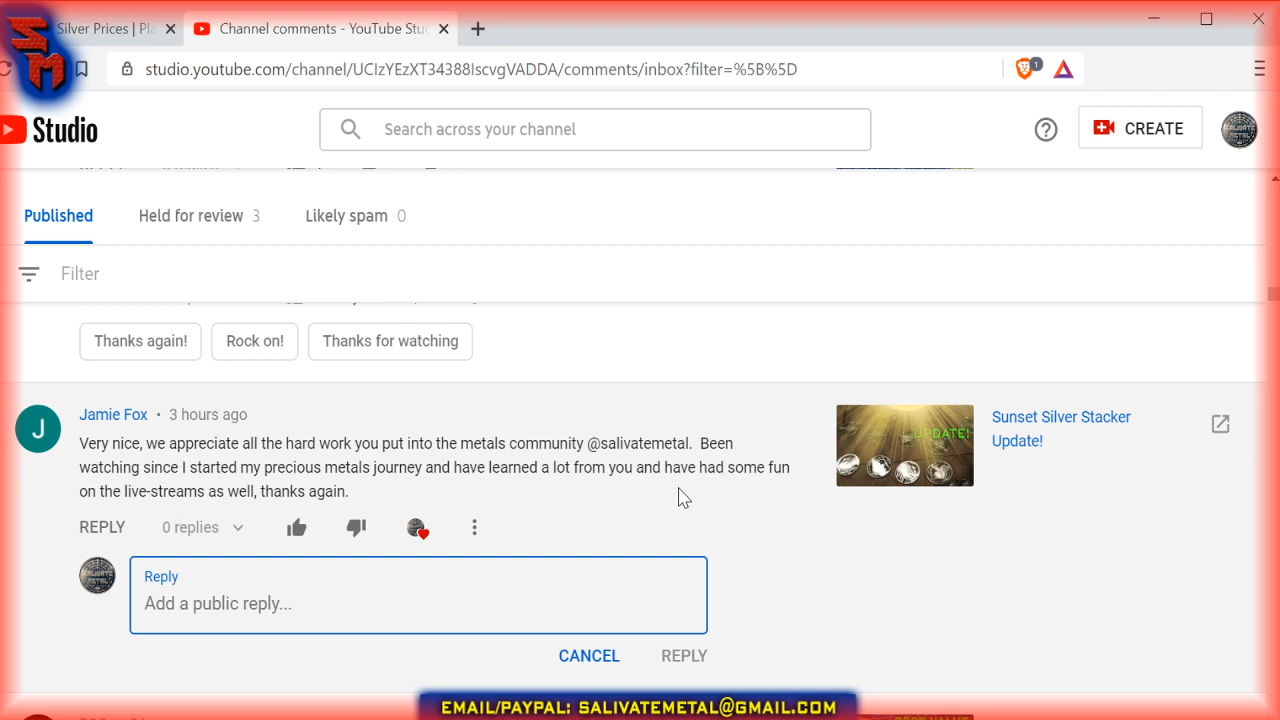 SM
Silver Prices | Pla
Channel comments - YouTube Stu
studio.youtube.com/channel/UCIzYEzXT34388IscvgVADDA/comments/inbox?filter=%5B%5D
1
Studio
Search across your channel
CREATE
Published
Held for review 3
Likely spam 0
Filter
Thanks again!
Rock on!
Thanks for watching
J
Jamie Fox • 3 hours ago
Very nice, we appreciate all the hard work you put into the metals community @salivatemetal. Been
watching since I started my precious metals journey and have learned a lot from you and have had some fun
on the live-streams as well, thanks again.
UPDATE!
Sunset Silver Stacker
Update!
REPLY
0 replies
Reply
Add a public reply...
CANCEL
REPLY
EMAIL/PAYPAL: SALIVATEMETAL@GMAIL.COM